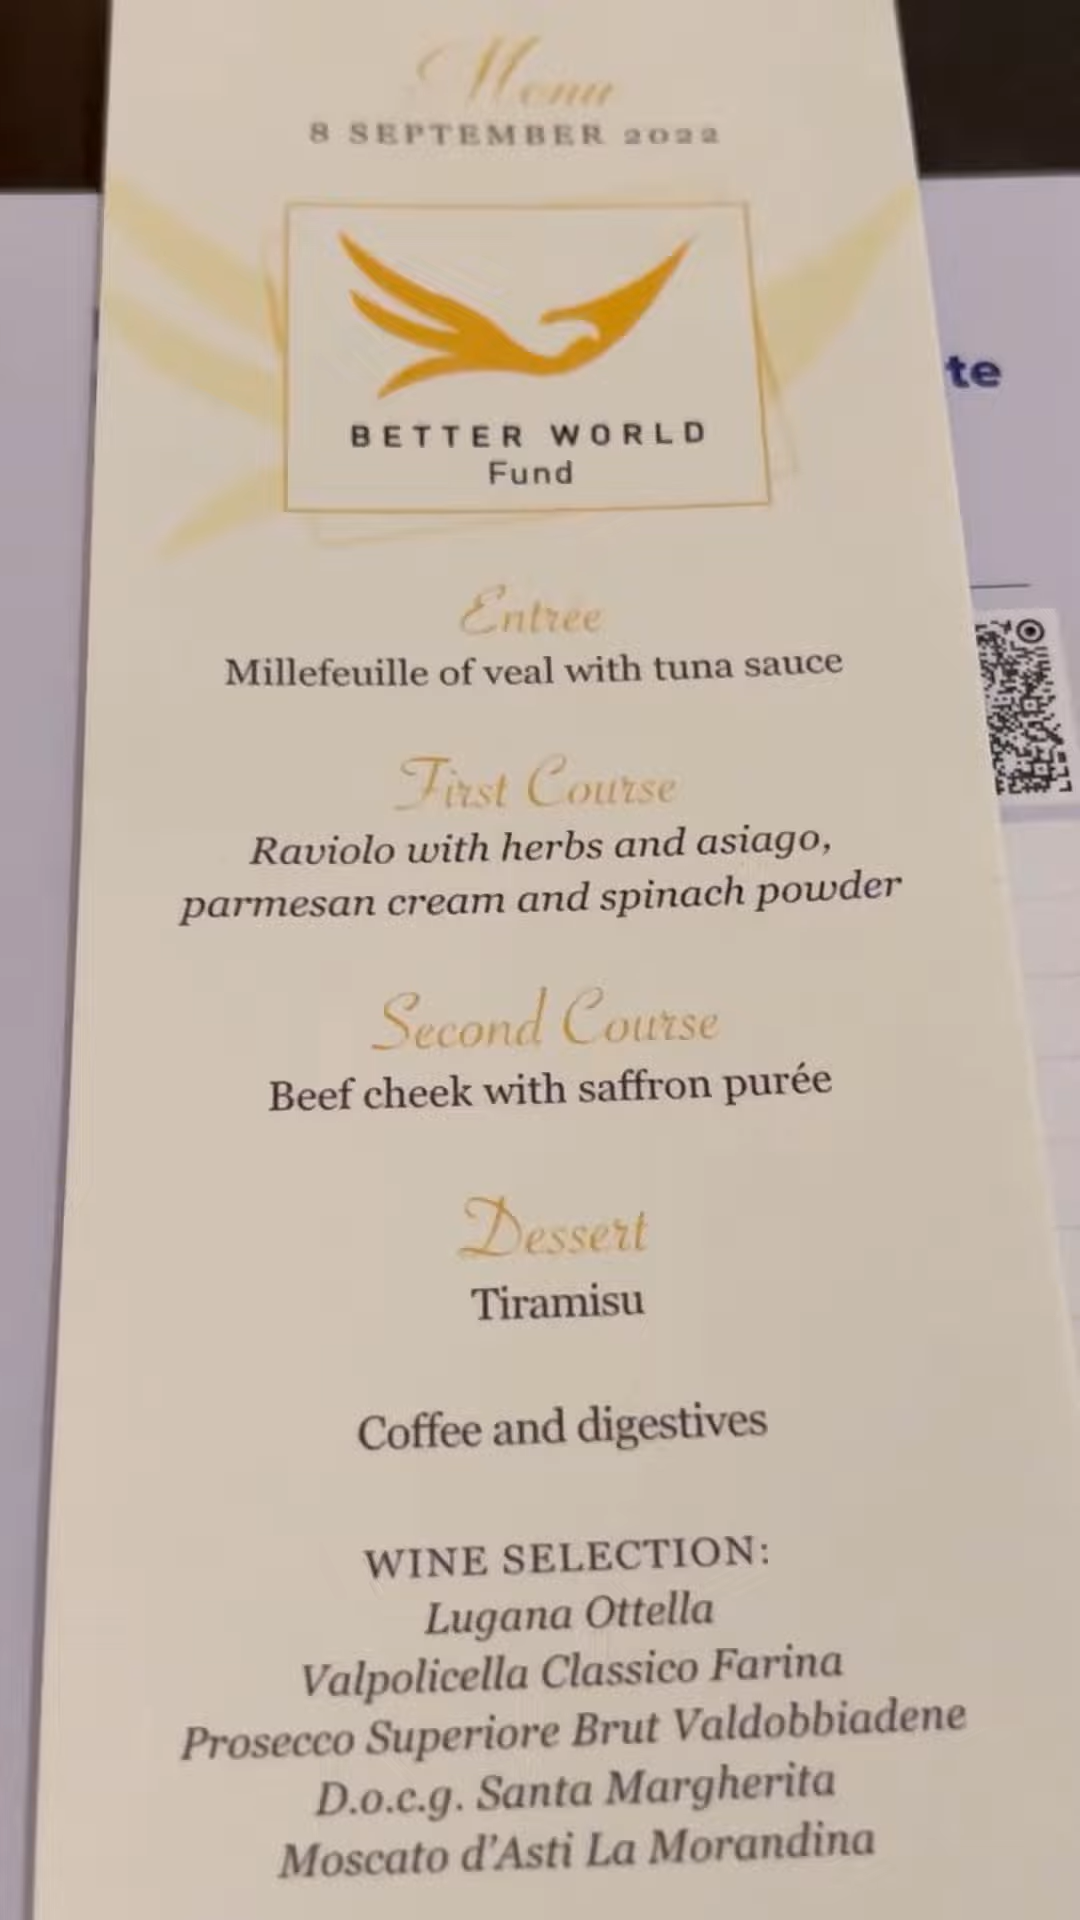 Menu
8 SEPTEMBER 2022
BETTER WORLD
Fund
te
Entrée
Millefeuille of veal with tuna sauce
First Course
Raviolo with herbs and asiago,
parmesan cream and spinach powder
Second Course
Beef cheek with saffron purée
Dessert
Tiramisu
Coffee and digestives
WINE SELECTION:
Lugana Ottella
Valpolicella Classico Farina
Prosecco Superiore Brut Valdobbiadene
D.o.c.g. Santa Margherita
Moscato d'Asti La Morandina